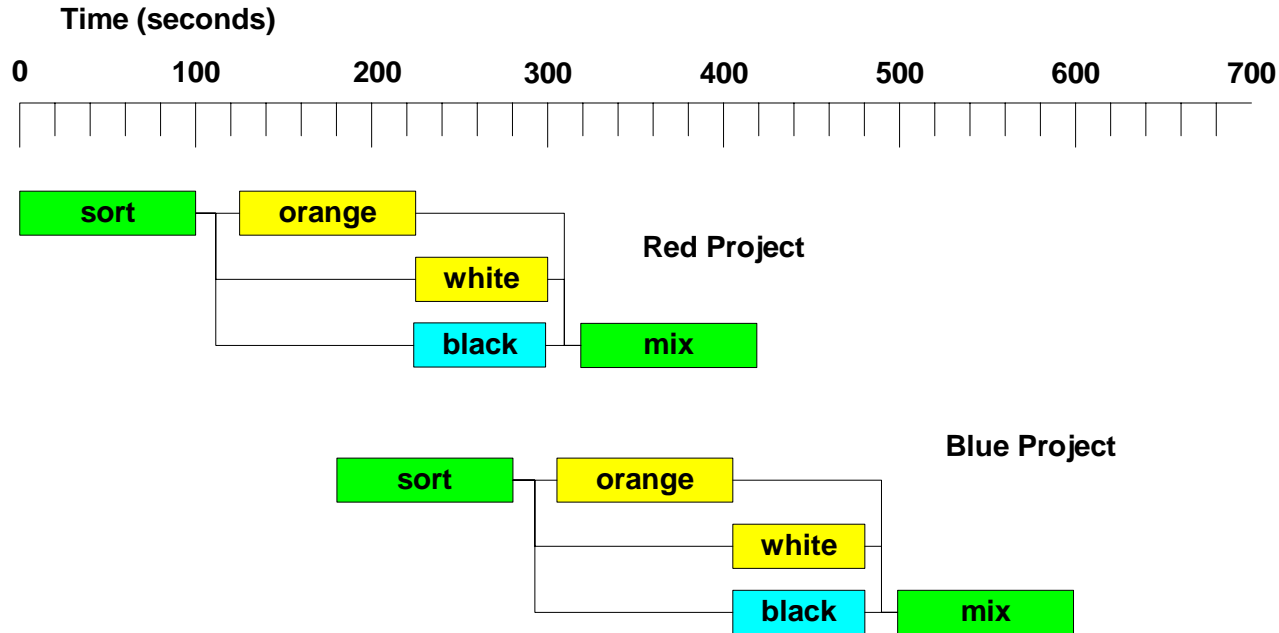 Time (seconds)
0 100 200 300 400 500 600 700
sort orange
Red Project
white
black mix
Blue Project
sort orange
white
black mix